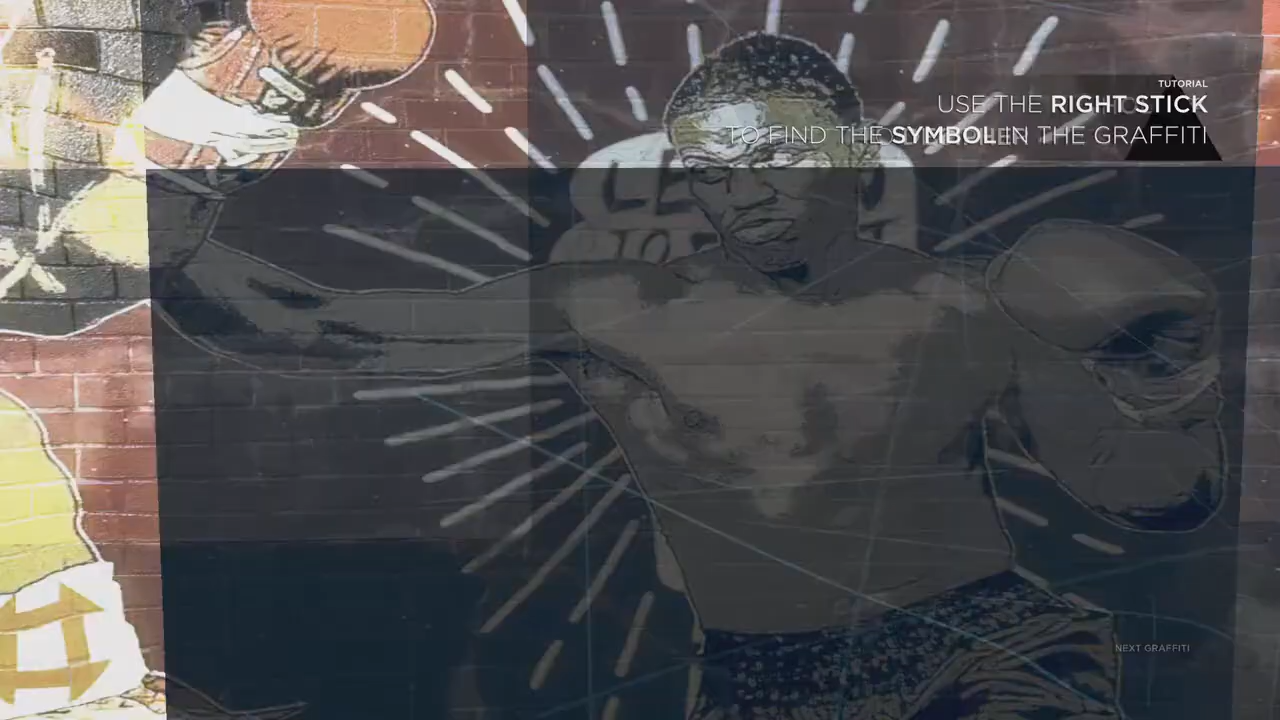 TUTORIAL
USE THE RIGHT STICK
TO FIND THE SYMBOL IN THE GRAFFITI
NEXT GRAFFITI